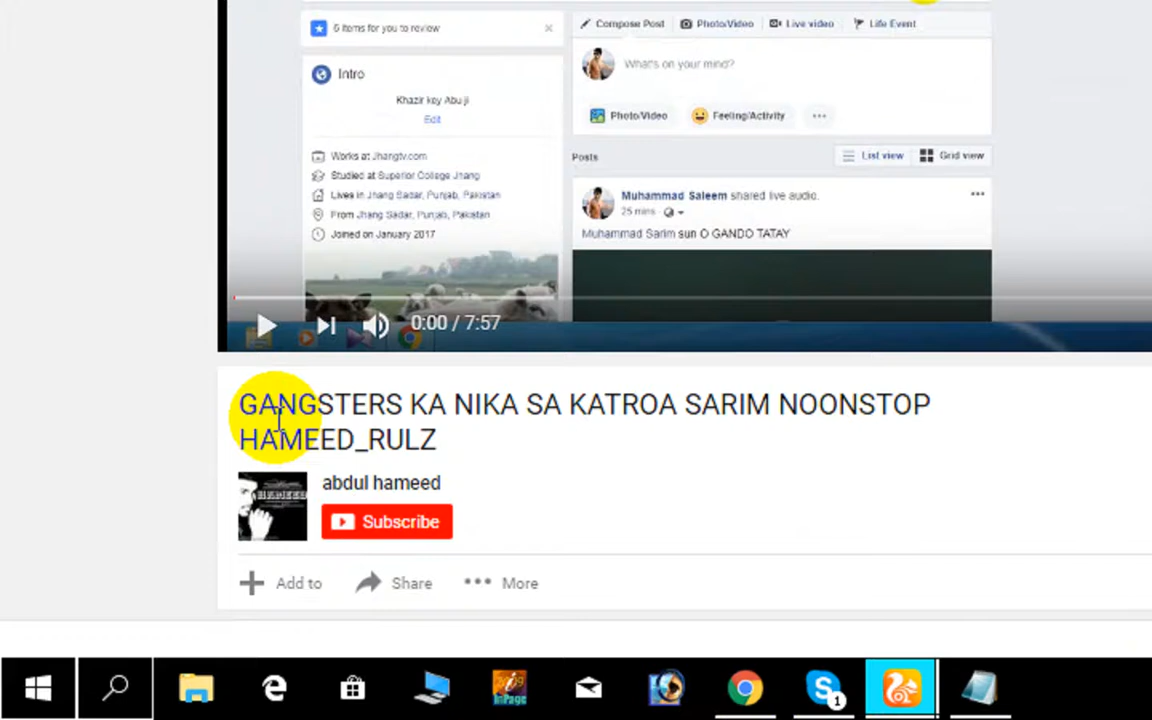 Compose Post Photo/Video Live video Life Event
6 items for you to review
Intro
What's on your mind?
Khazir key Abu ji
Edit
Photo/Video Feeling/Activity
Works at Jhangtv.com
Posts List view Grid view
Studied at Superior College Jhang
Lives in Jhang Sadar, Punjab, Pakistan
Muhammad Saleem shared live audio.
From Jhang Sadar, Punjab, Pakistan
25 mins
Joined on January 2017
Muhammad Sarim sun O GANDO TATAY
0:00 / 7:57
GANGSTERS KA NIKA SA KATROA SARIM NOONSTOP
HAMEED_RULZ
abdul hameed
HAMEED
Subscribe
Add to Share More
InPage
1